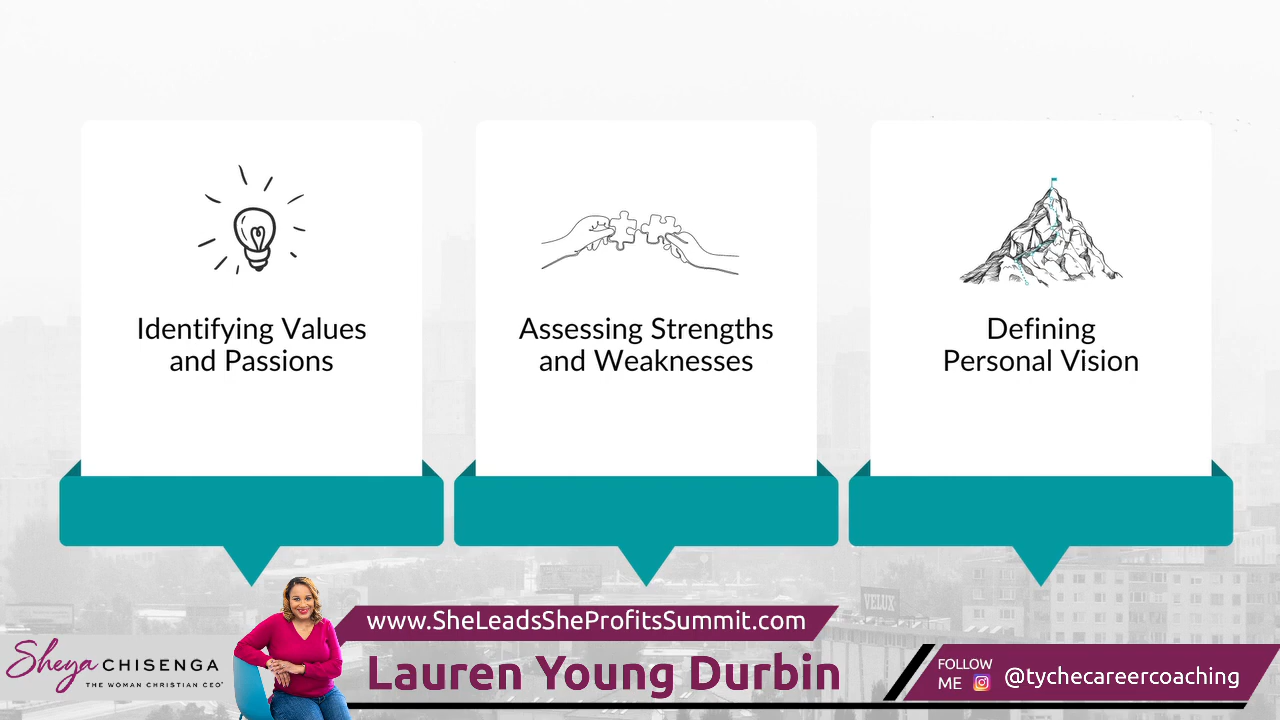 Identifying Values
and Passions
Assessing Strengths
and Weaknesses
Defining
Personal Vision
VELUX
www.SheLeadsSheProfitsSummit.com
Sheya CHISENGA
THE WOMAN CHRISTIAN CEO
Lauren Young Durbin
FOLLOW
ME
@tychecareercoaching